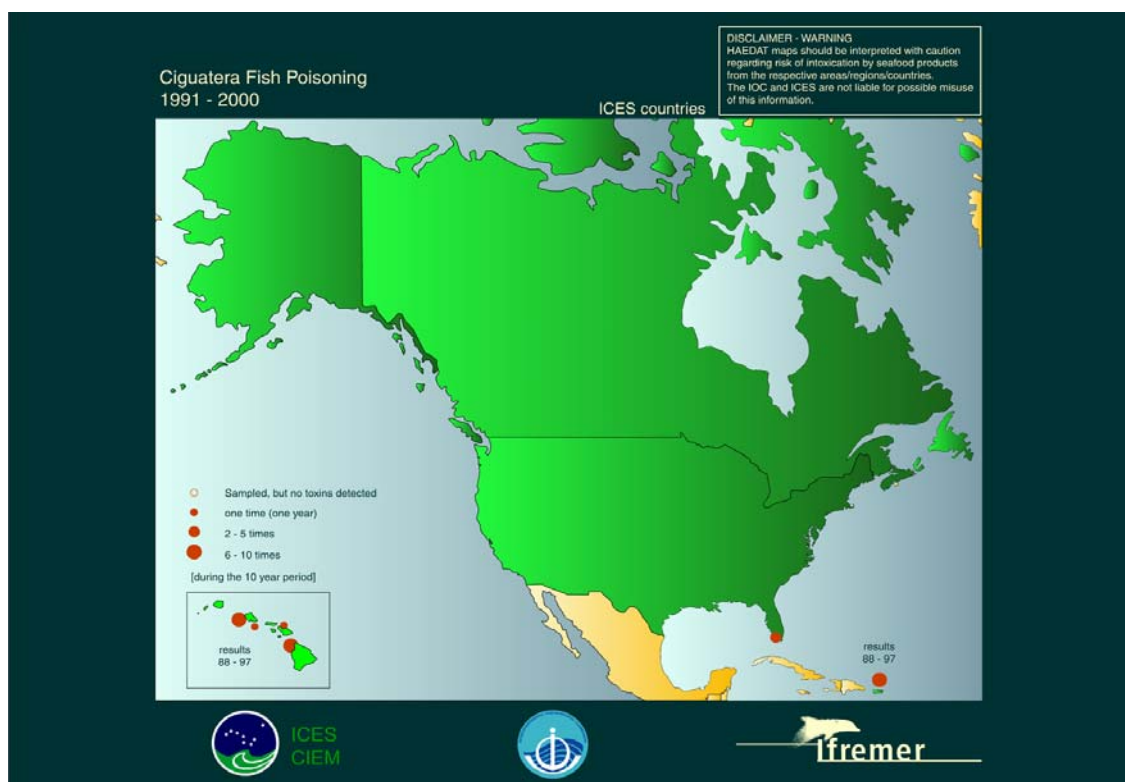 DISCLAIMER - WARNING
HAEDAT maps should be interpreted with caution
regarding risk of intoxication by seafood products
from the respective areas/regions/countries.
The IOC and ICES are not liable for possible misuse
of this information.
Ciguatera Fish Poisoning
1991 - 2000
ICES countries
Sampled, but no toxins detected
one time (one year)
2 - 5 times
6 - 10 times
[during the 10 year period]
results
88 - 97
results
88 - 97
ICES
CIEM
Ifremer